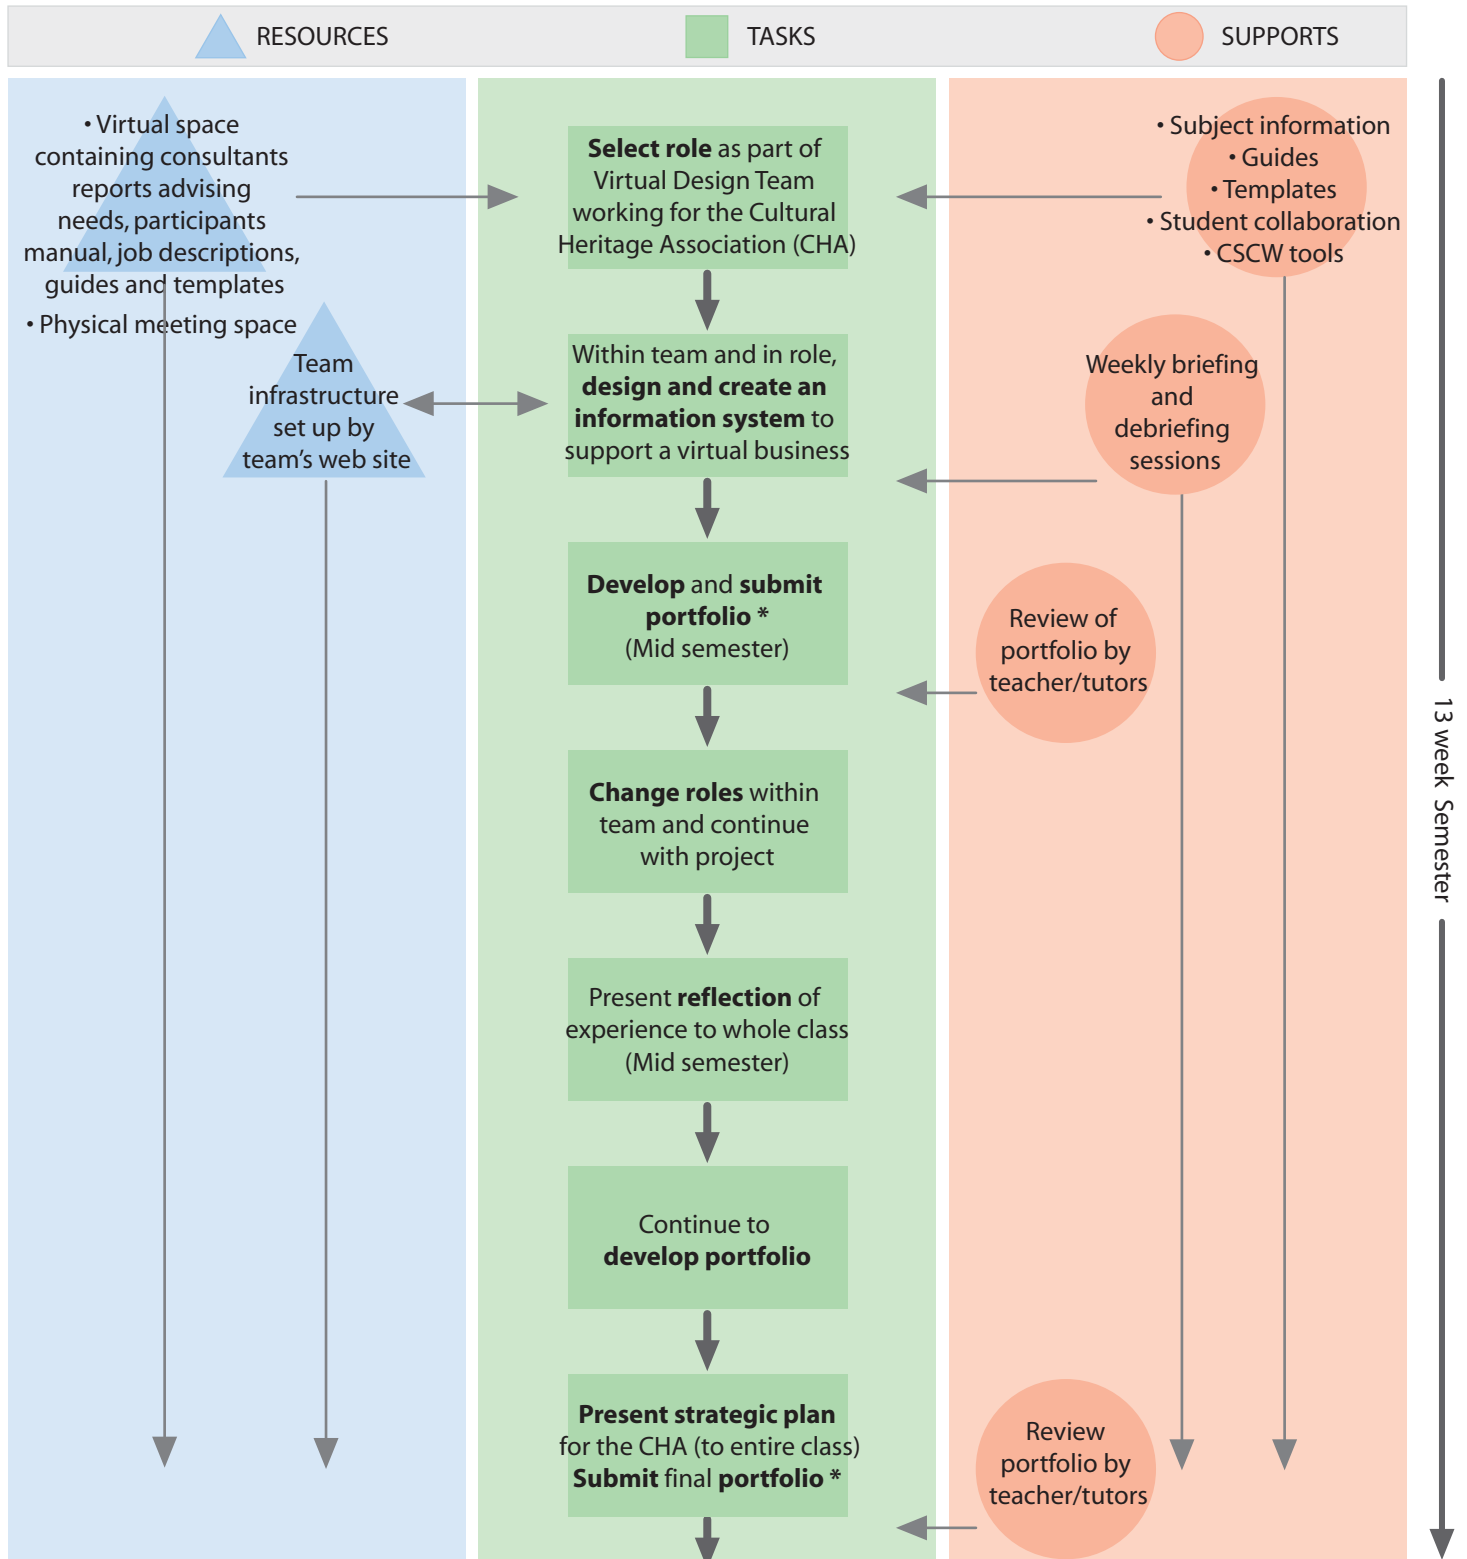 RESOURCES
TASKS
SUPPORTS
• Virtual space
containing consultants
reports advising
needs, participants
manual, job descriptions,
guides and templates
• Physical meeting space
Team
infrastructure
set up by
team's web site
Select role as part of
Virtual Design Team
working for the Cultural
Heritage Association (CHA)
Within team and in role,
design and create an
information system to
support a virtual business
Develop and submit
portfolio *
(Mid semester)
Change roles within
team and continue
with project
Present reflection of
experience to whole class
(Mid semester)
Continue to
develop portfolio
Present strategic plan
for the CHA (to entire class)
Submit final portfolio *
• Subject information
• Guides
• Templates
• Student collaboration
• CSCW tools
Weekly briefing
and
debriefing
sessions
Review of
portfolio by
teacher/tutors
Review
portfolio by
teacher/tutors
13 week Semester